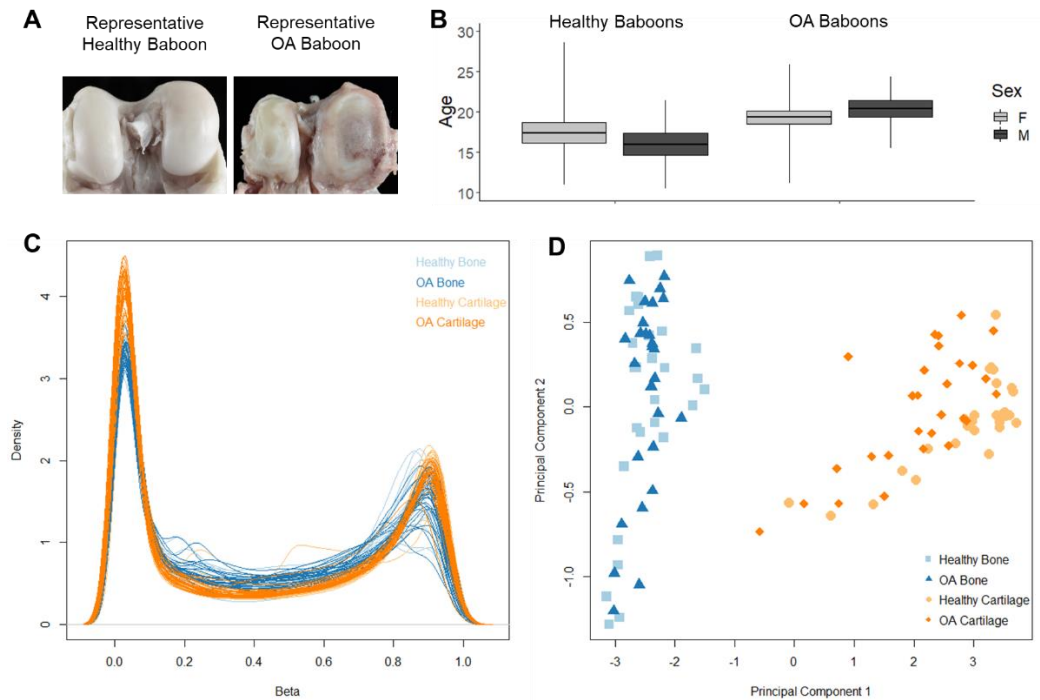 A
Representative
Healthy Baboon
Representative
OA Baboon
B
Healthy Baboons
OA Baboons
30
25
20
15
10
Age
Sex
F
M
C
Healthy Bone
OA Bone
Healthy Cartilage
OA Cartilage
4
3
2
1
0
Density
0.0 0.2 0.4 0.6 0.8 1.0
Beta
D
0.5
0.0
-0.5
-1.0
Principal Component 2
Healthy Bone
OA Bone
Healthy Cartilage
OA Cartilage
-3 -2 -1 0 1 2 3
Principal Component 1